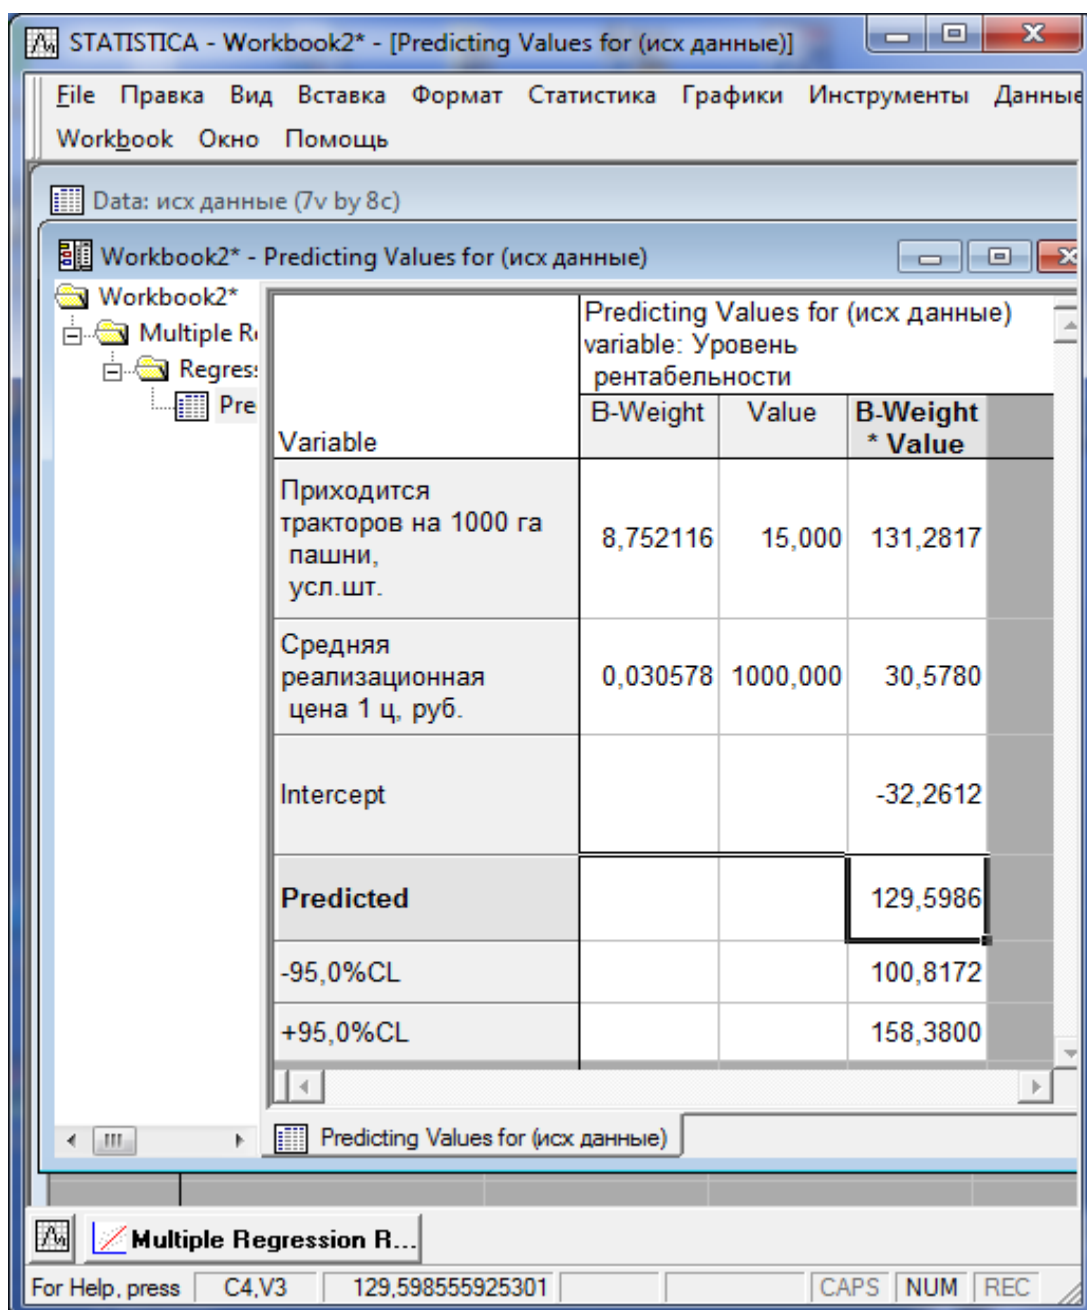 STATISTICA - Workbook2* - [Predicting Values for (исх данные)]
File Правка Вид Вставка Формат Статистика Графики Инструменты Данные
Workbook Окно Помощь
Data: исх данные (7v by 8c)
Workbook2* - Predicting Values for (исх данные)
Workbook2*
Multiple Re
Regres
Pre
Predicting Values for (исх данные)
variable: Уровень
рентабельности
Variable B-Weight Value B-Weight
* Value
Приходится
тракторов на 1000 га
пашни,
усл.шт.
8,752116 15,000 131,2817
Средняя
реализационная
цена 1 ц, руб.
0,030578 1000,000 30,5780
Intercept -32,2612
Predicted 129,5986
-95,0%CL 100,8172
+95,0%CL 158,3800
Predicting Values for (исх данные)
Multiple Regression R...
For Help, press C4,V3 129,598555925301 CAPS NUM REC